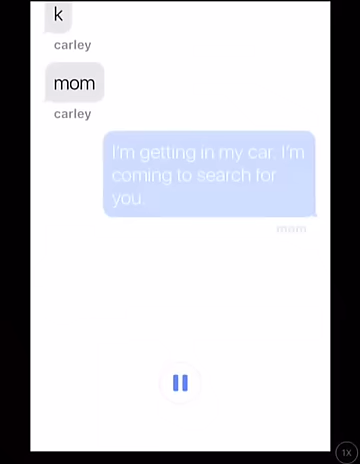 k
carley
mom
carley
I'm getting in my car. I'm
coming to search for
you.
mom
1X